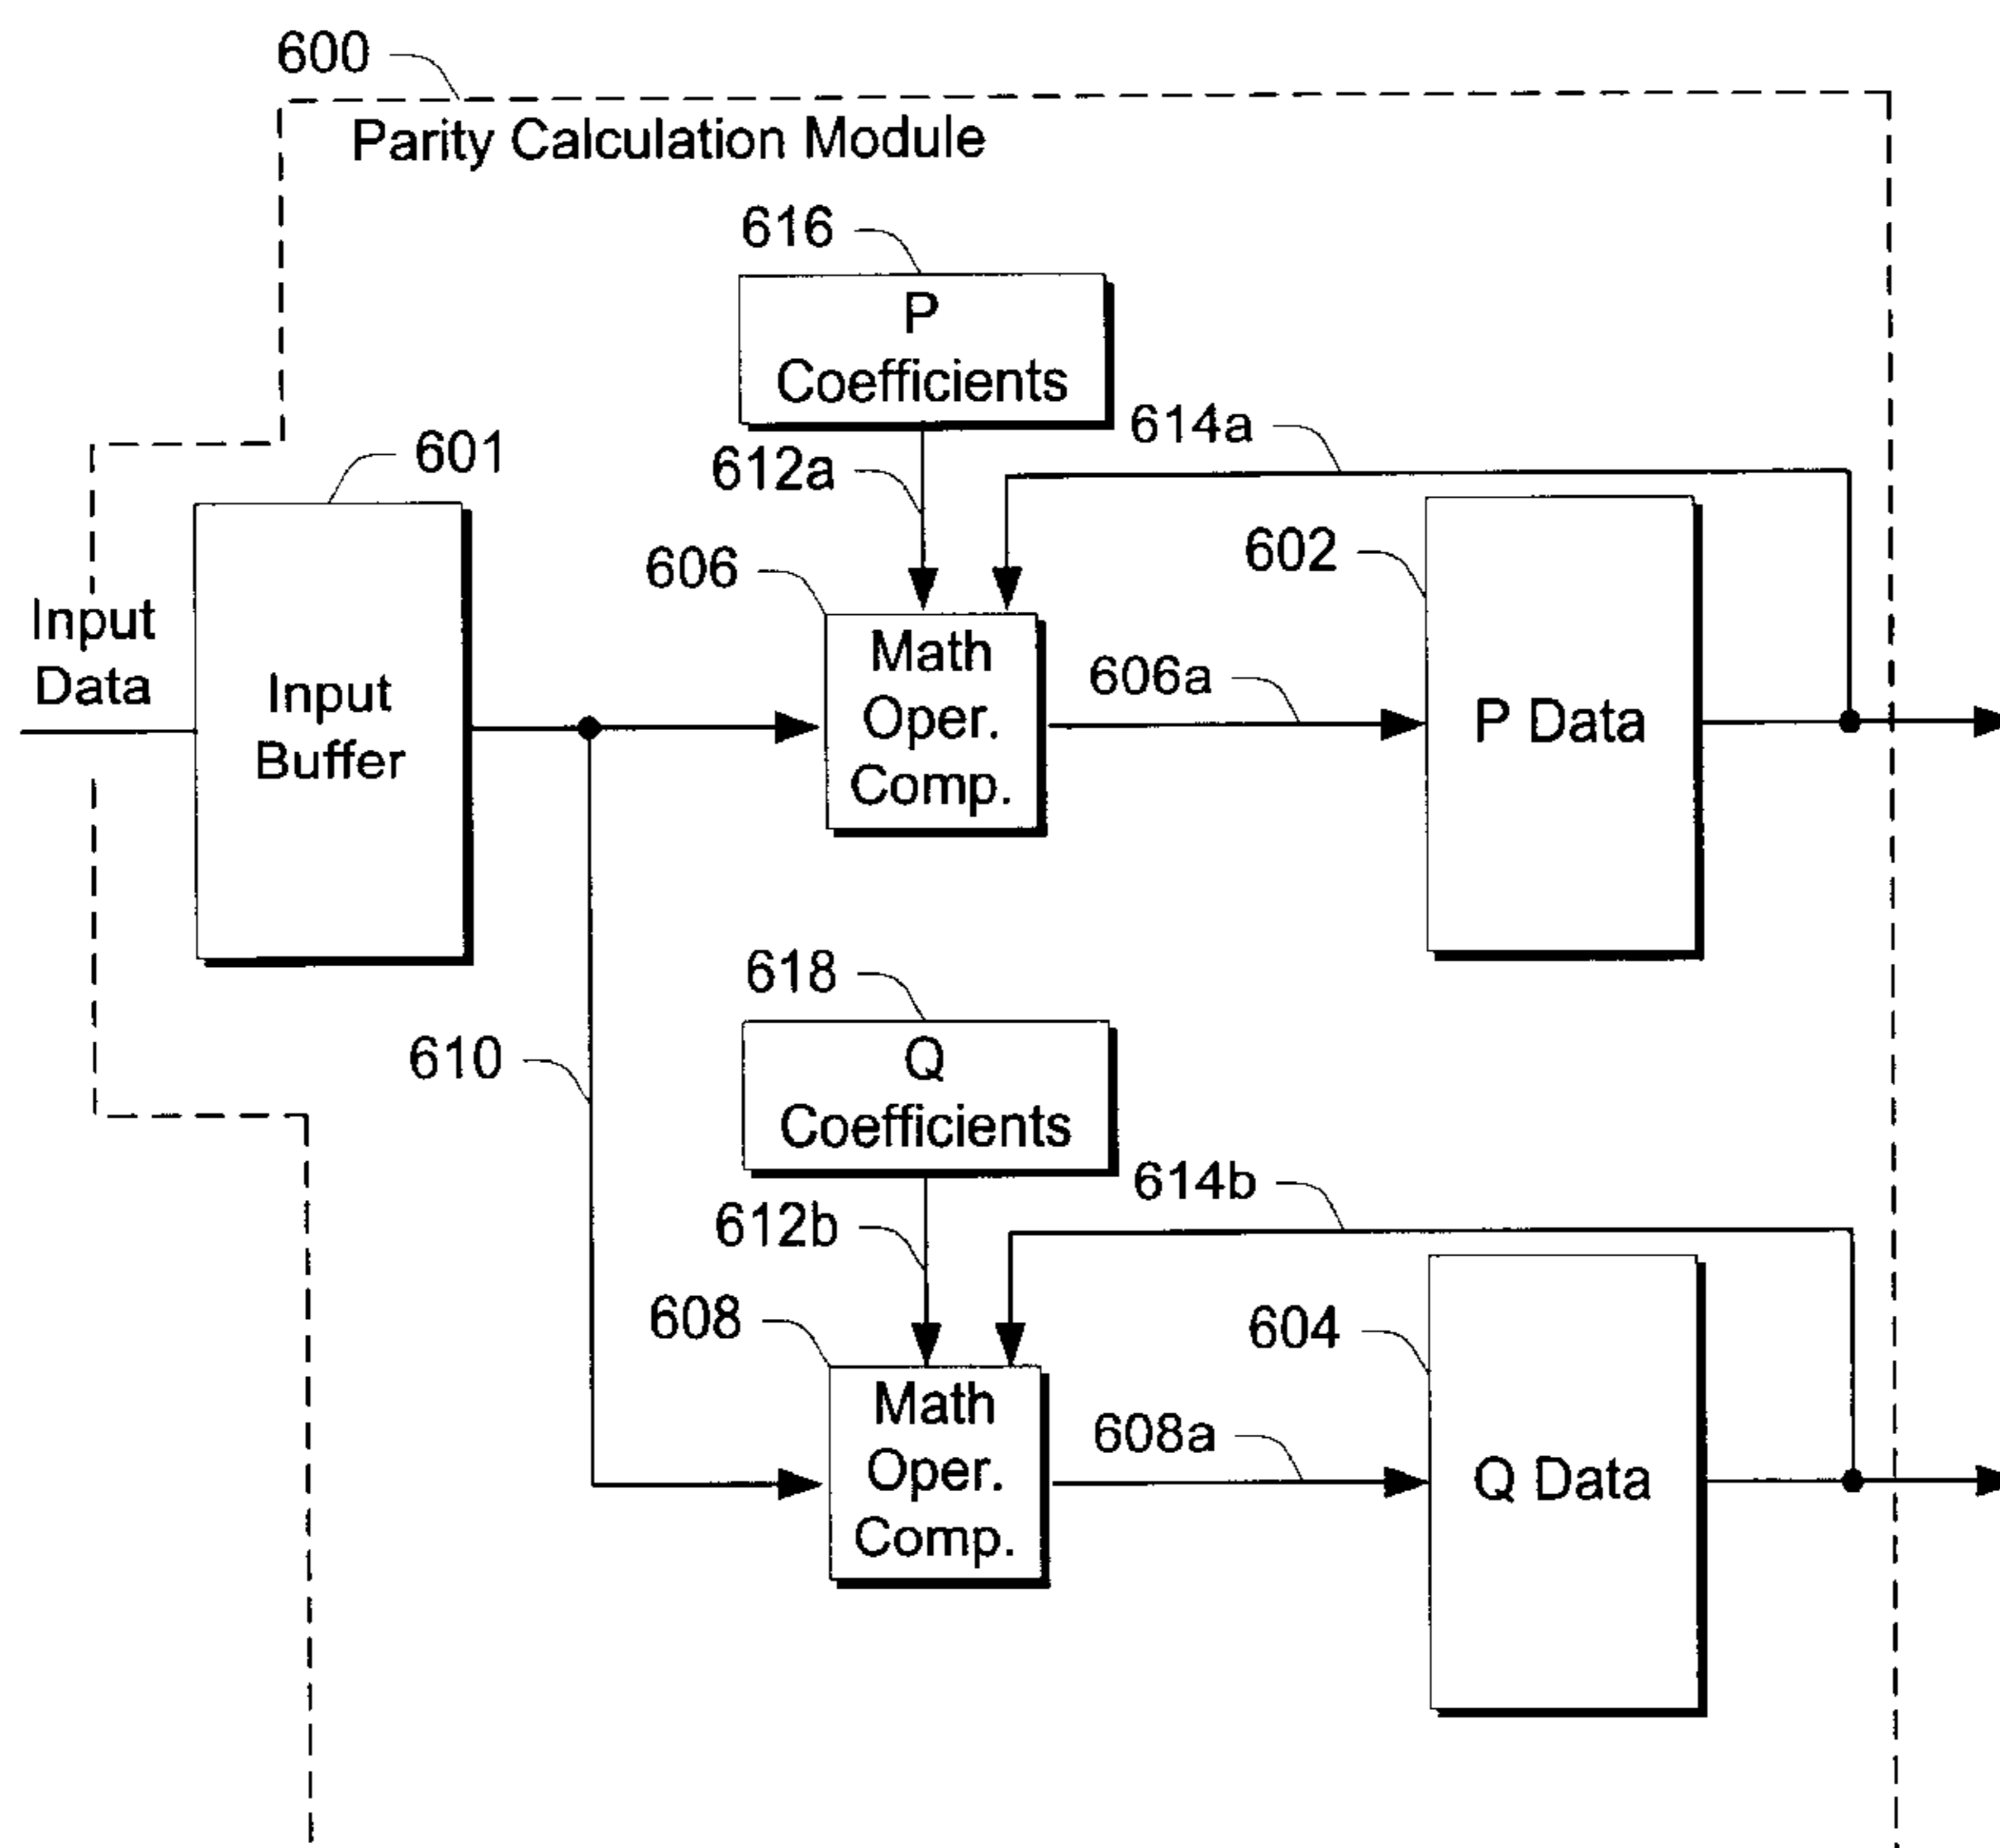 600
Parity Calculation Module
616
P
Coefficients
614a
612a
601
602
606
Input
Data
Input
Buffer
Math
Oper.
Comp.
606a
P Data
618
Q
Coefficients
610
614b
612b
608
604
Math
Oper.
Comp.
608a
Q Data